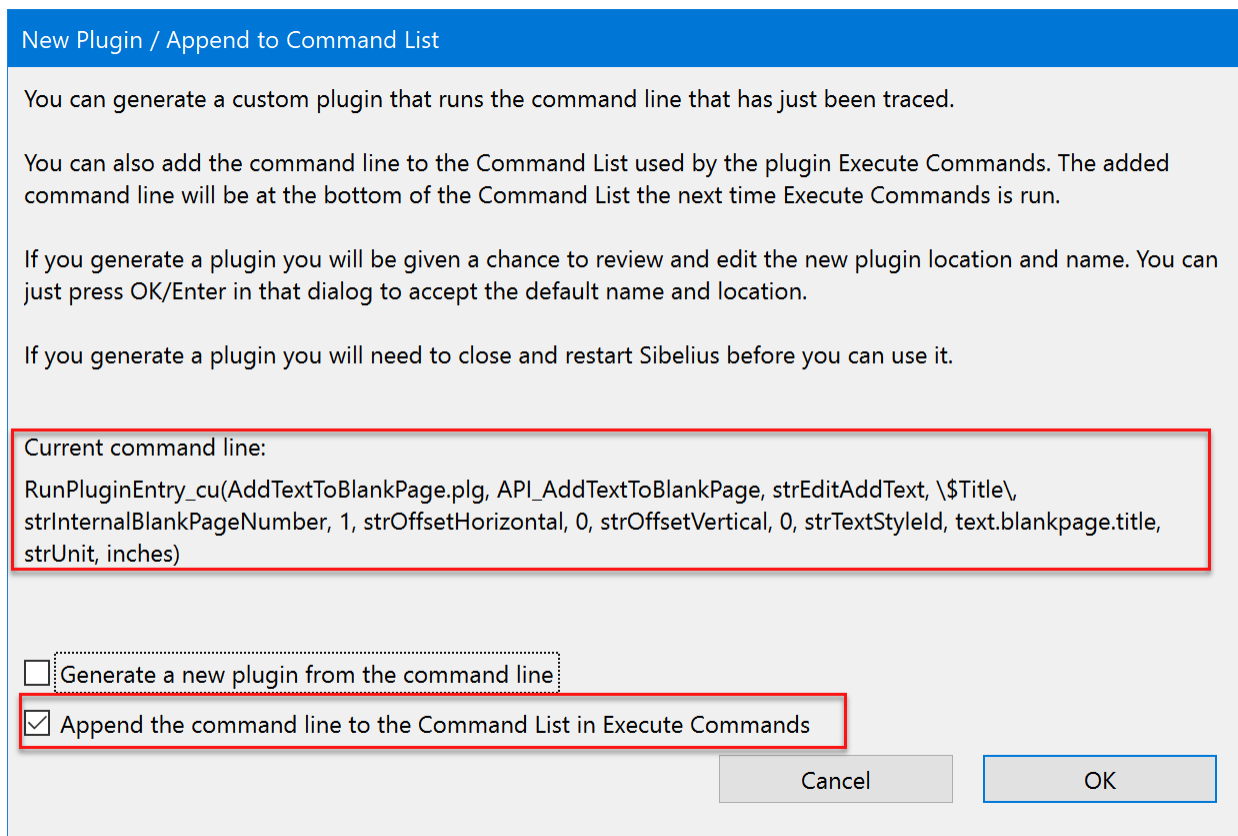 New Plugin / Append to Command List
You can generate a custom plugin that runs the command line that has just been traced.
You can also add the command line to the Command List used by the plugin Execute Commands. The added
command line will be at the bottom of the Command List the next time Execute Commands is run.
If you generate a plugin you will be given a chance to review and edit the new plugin location and name. You can
just press OK/Enter in that dialog to accept the default name and location.
If you generate a plugin you will need to close and restart Sibelius before you can use it.
Current command line:
RunPluginEntry_cu(AddTextToBlankPage.plg, API_AddTextToBlankPage, strEditAddText, \$Title\,
strInternalBlankPageNumber, 1, strOffsetHorizontal, 0, strOffsetVertical, 0, strTextStyleId, text.blankpage.title,
strUnit, inches)
Generate a new plugin from the command line
Append the command line to the Command List in Execute Commands
Cancel OK